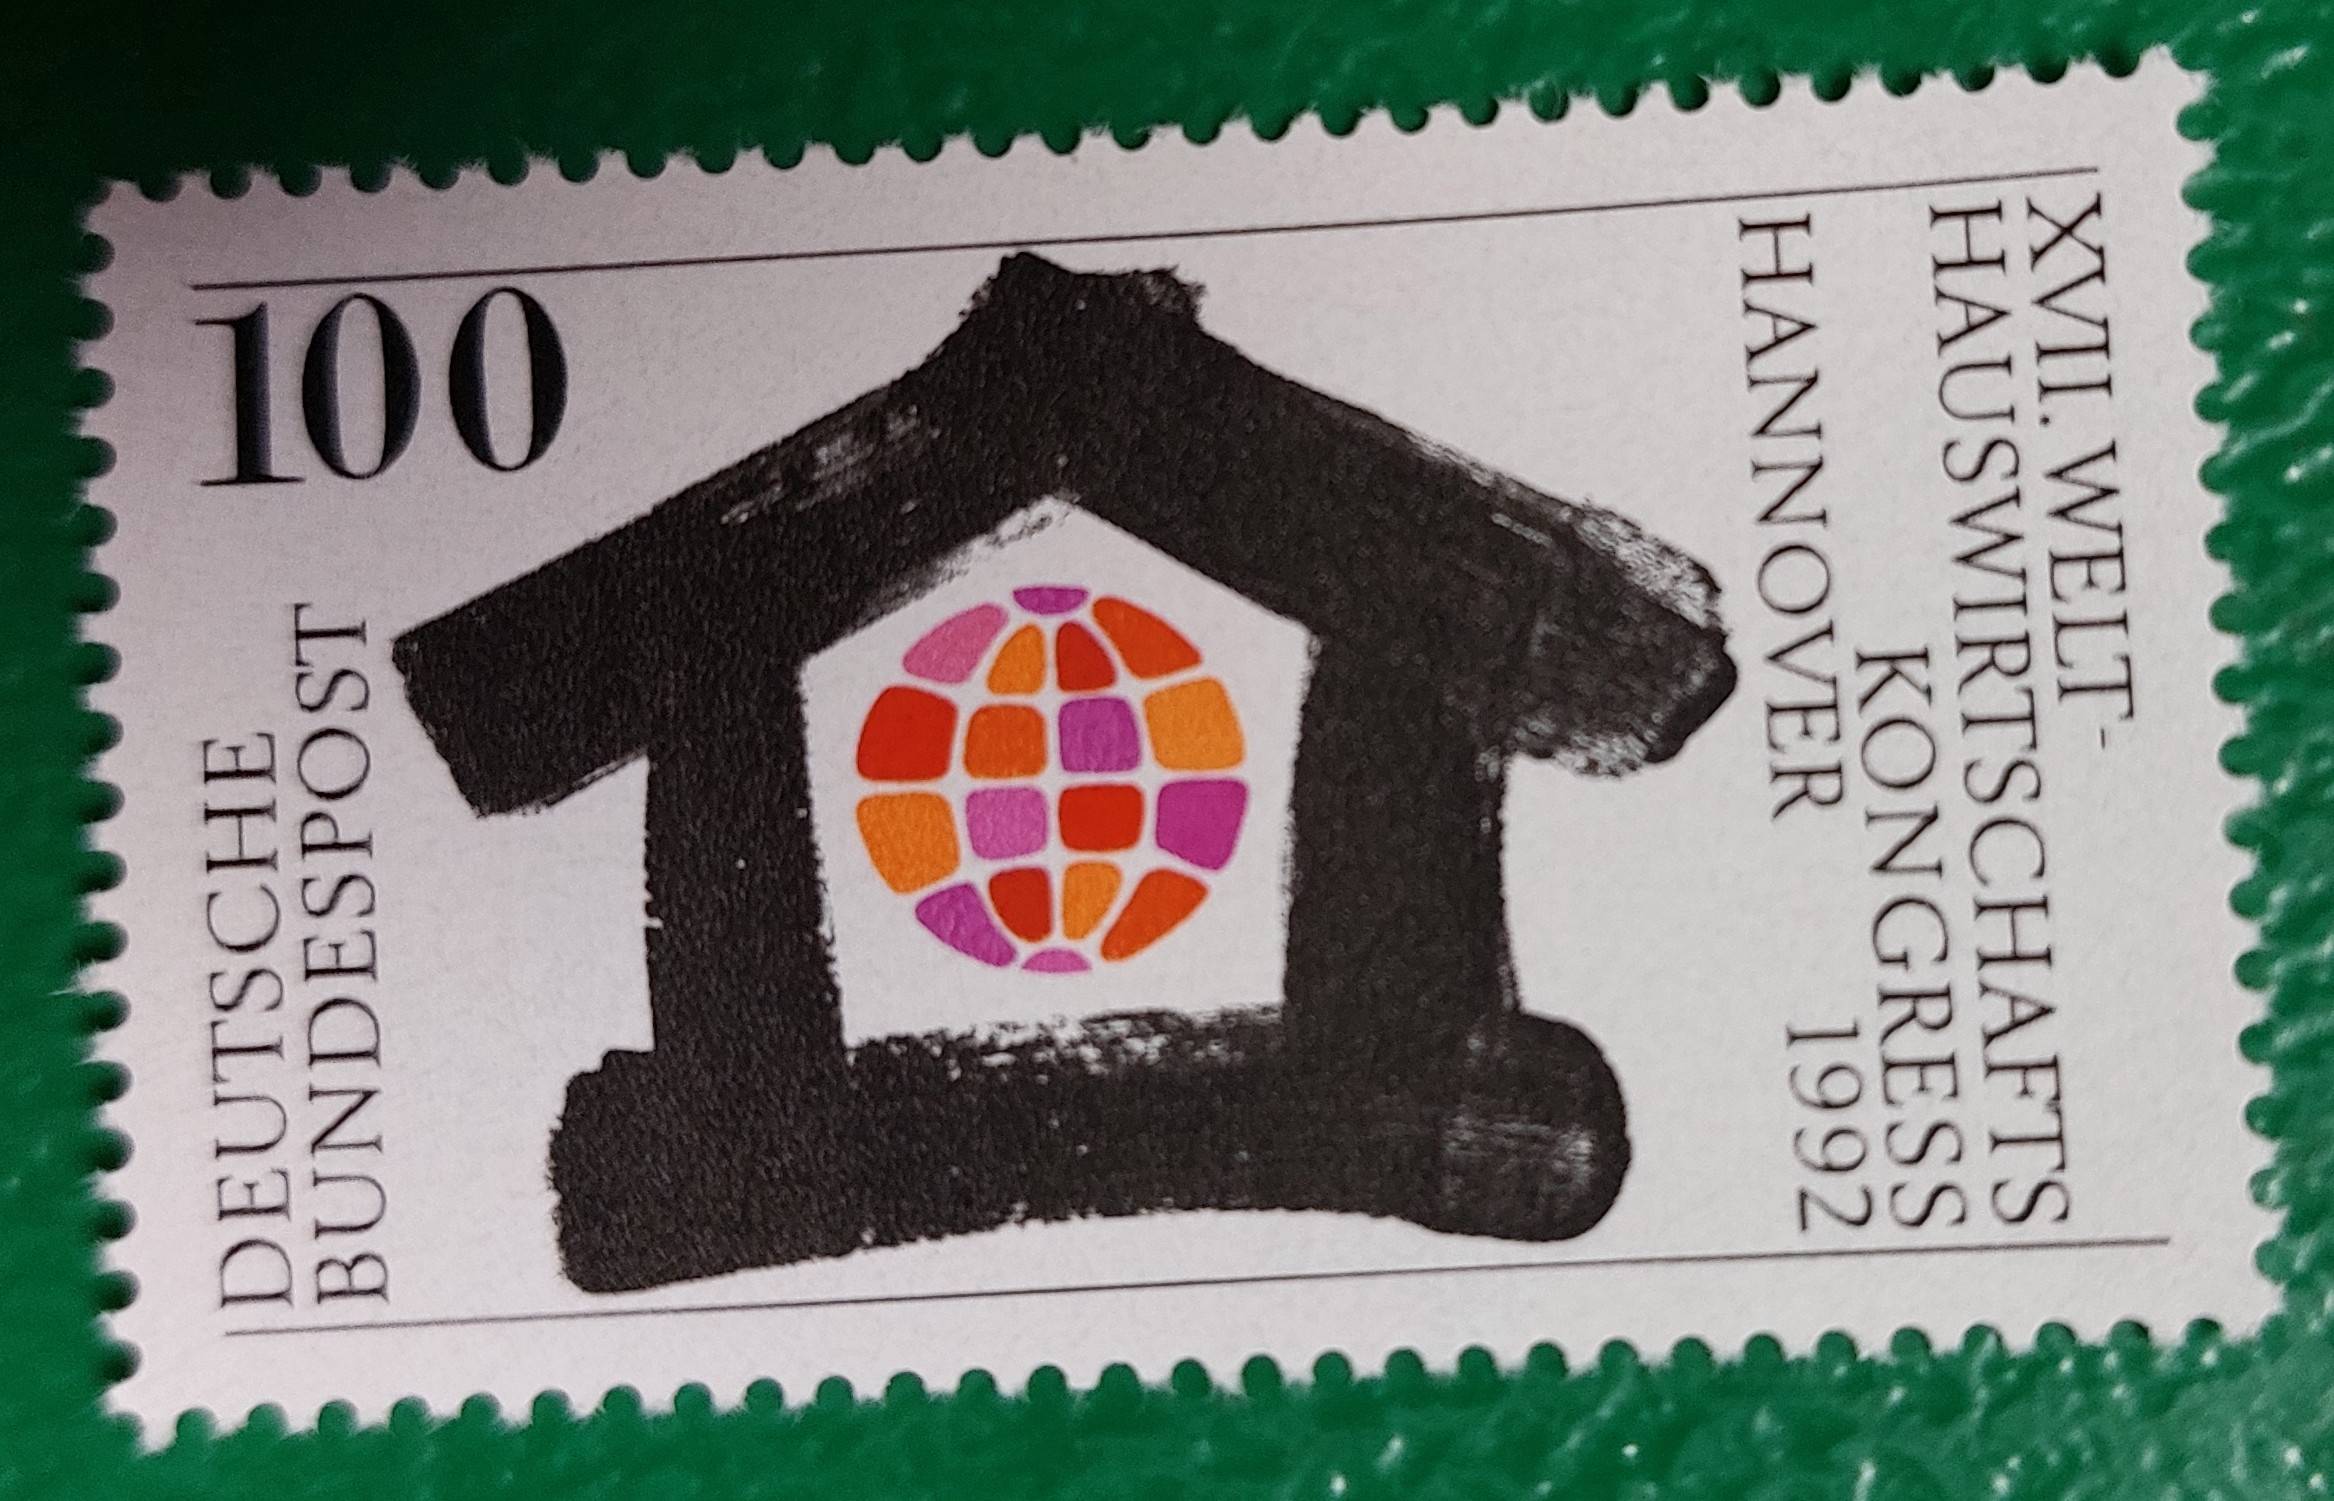 100
DEUTSCHE
BUNDESPOST
XVII. WELT-
HAUSWIRTSCHAFTS
KONGRESS
HANNOVER 1992